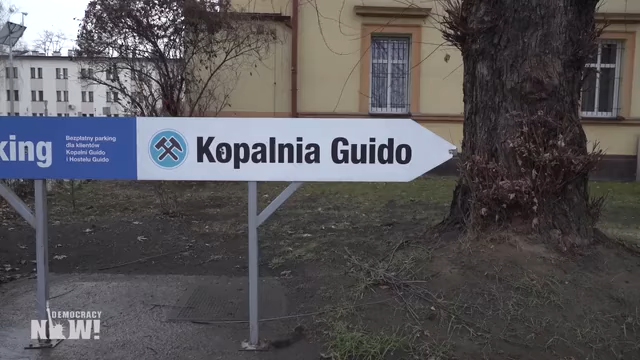 king
Bezpłatny parking
dla klientów
Kopalni Guido
i Hostelu Guido
Kopalnia Guido
DEMOCRACY
NOW!